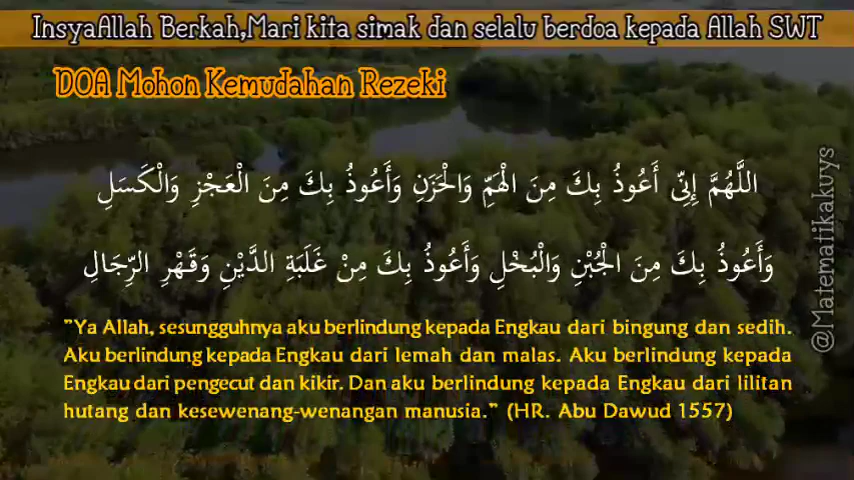 InsyaAllah Berkah,Mari kita simak dan selalu berdoa kepada Allah SWT
DOA Mohon Kemudahan Rezeki
اللَّهُمَّ إِنِّي أَعُوذُ بِكَ مِنَ الْهَمِّ وَالْحَزَنِ وَأَعُوذُ بِكَ مِنَ الْعَجْزِ وَالْكَسَلِ
وَأَعُوذُ بِكَ مِنَ الْجُبْنِ وَالْبُخْلِ وَأَعُوذُ بِكَ مِنْ غَلَبَةِ الدَّيْنِ وَقَهْرِ الرِّجَالِ
"Ya Allah, sesungguhnya aku berlindung kepada Engkau dari bingung dan sedih.
Aku berlindung kepada Engkau dari lemah dan malas. Aku berlindung kepada
Engkau dari pengecut dan kikir. Dan aku berlindung kepada Engkau dari lilitan
hutang dan kesewenang-wenangan manusia." (HR. Abu Dawud 1557)
@Matematikakuys